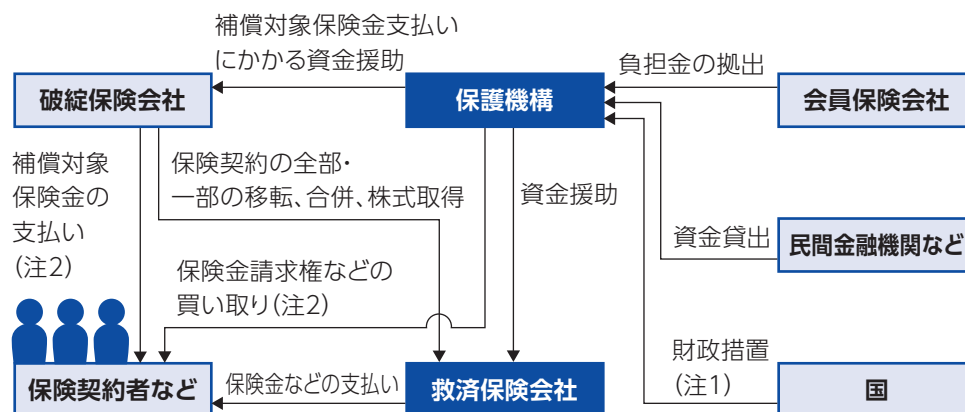 補償対象保険金支払い
にかかる資金援助
負担金の拠出
破綻保険会社
保護機構
会員保険会社
補償対象
保険金の
支払い
(注2)
保険契約の全部・
一部の移転、合併、株式取得
資金援助
資金貸出
民間金融機関など
保険金請求権などの
買い取り(注2)
財政措置
(注1)
保険契約者など
保険金などの支払い
救済保険会社
国